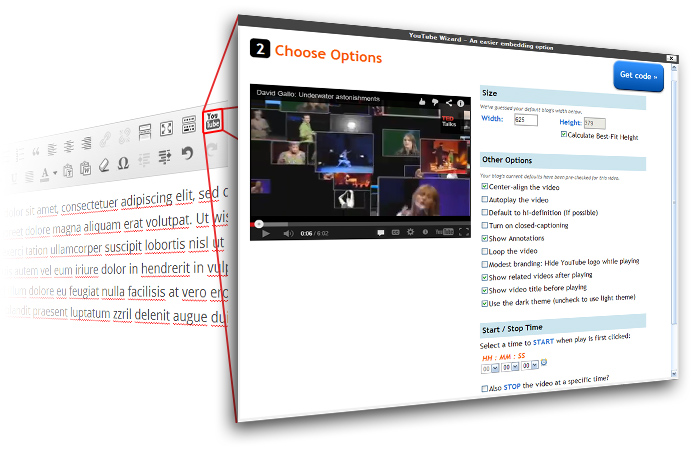 YouTube Wizard – An easier embedding option
2 Choose Options
Get code »
David Gallo: Underwater astonishments
TED
Talks
0:06 / 6:02
YouTube
Size
We've guessed your default blog's width below.
Width: 625 Height: 379
Calculate Best-Fit Height
Other Options
Your blog's current defaults have been pre-checked for this video.
Center-align the video
Autoplay the video
Default to hi-definition (if possible)
Turn on closed-captioning
Show Annotations
Loop the video
Modest branding: Hide YouTube logo while playing
Show related videos after playing
Show video title before playing
Use the dark theme (uncheck to use light theme)
Start / Stop Time
Select a time to START when play is first clicked:
HH : MM : SS
00 : 00 : 00
Also STOP the video at a specific time?
You
Tube
dolor sit amet, consectetuer adipiscing elit, sed
dolore magna aliquam erat volutpat. Ut wis
tation ullamcorper suscipit lobortis nisl ut
autem vel eum iriure dolor in hendrerit in vulp
dolore eu feugiat nulla facilisis at vero ero
praesent luptatum zzril delenit augue dui